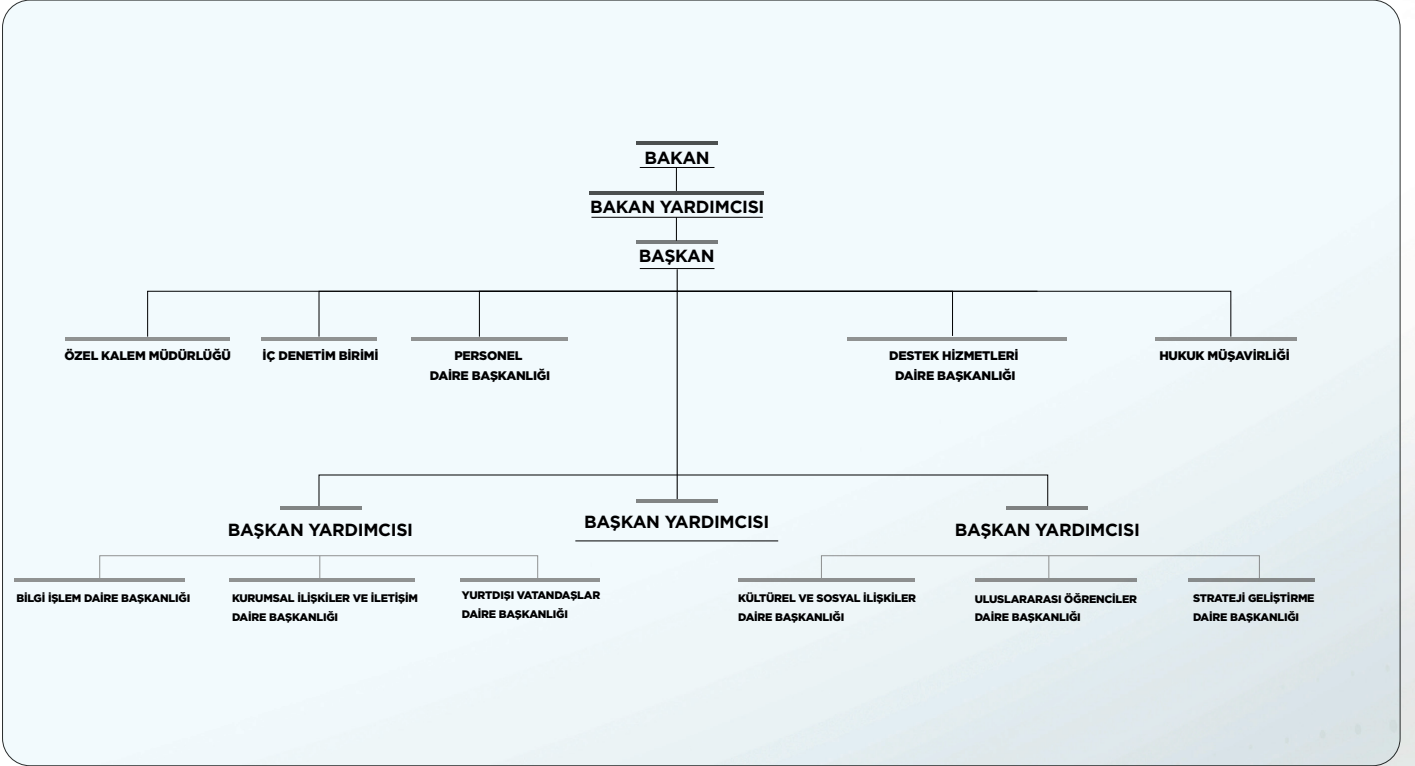 BAKAN
BAKAN YARDIMCISI
BAŞKAN
ÖZEL KALEM MÜDÜRLÜĞÜ
İÇ DENETİM BİRİMİ
PERSONEL
DAİRE BAŞKANLIĞI
DESTEK HİZMETLERİ
DAİRE BAŞKANLIĞI
HUKUK MÜŞAVİRLİĞİ
BAŞKAN YARDIMCISI
BAŞKAN YARDIMCISI
BAŞKAN YARDIMCISI
BİLGİ İŞLEM DAİRE BAŞKANLIĞI
KURUMSAL İLİŞKİLER VE İLETİŞİM
DAİRE BAŞKANLIĞI
YURTDIŞI VATANDAŞLAR
DAİRE BAŞKANLIĞI
KÜLTÜREL VE SOSYAL İLİŞKİLER
DAİRE BAŞKANLIĞI
ULUSLARARASI ÖĞRENCİLER
DAİRE BAŞKANLIĞI
STRATEJİ GELİŞTİRME
DAİRE BAŞKANLIĞI